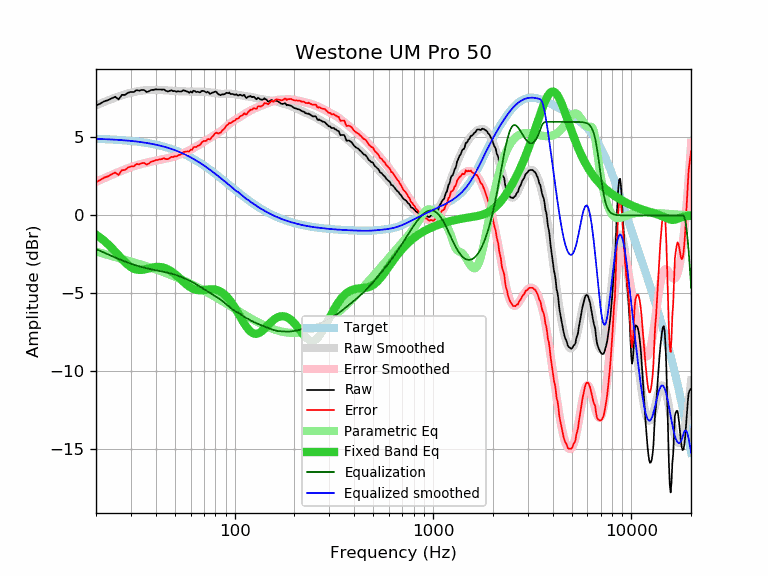 Westone UM Pro 50
Amplitude (dBr)
5
0
−5
−10
−15
Target
Raw Smoothed
Error Smoothed
Raw
Error
Parametric Eq
Fixed Band Eq
Equalization
Equalized smoothed
100
1000
10000
Frequency (Hz)